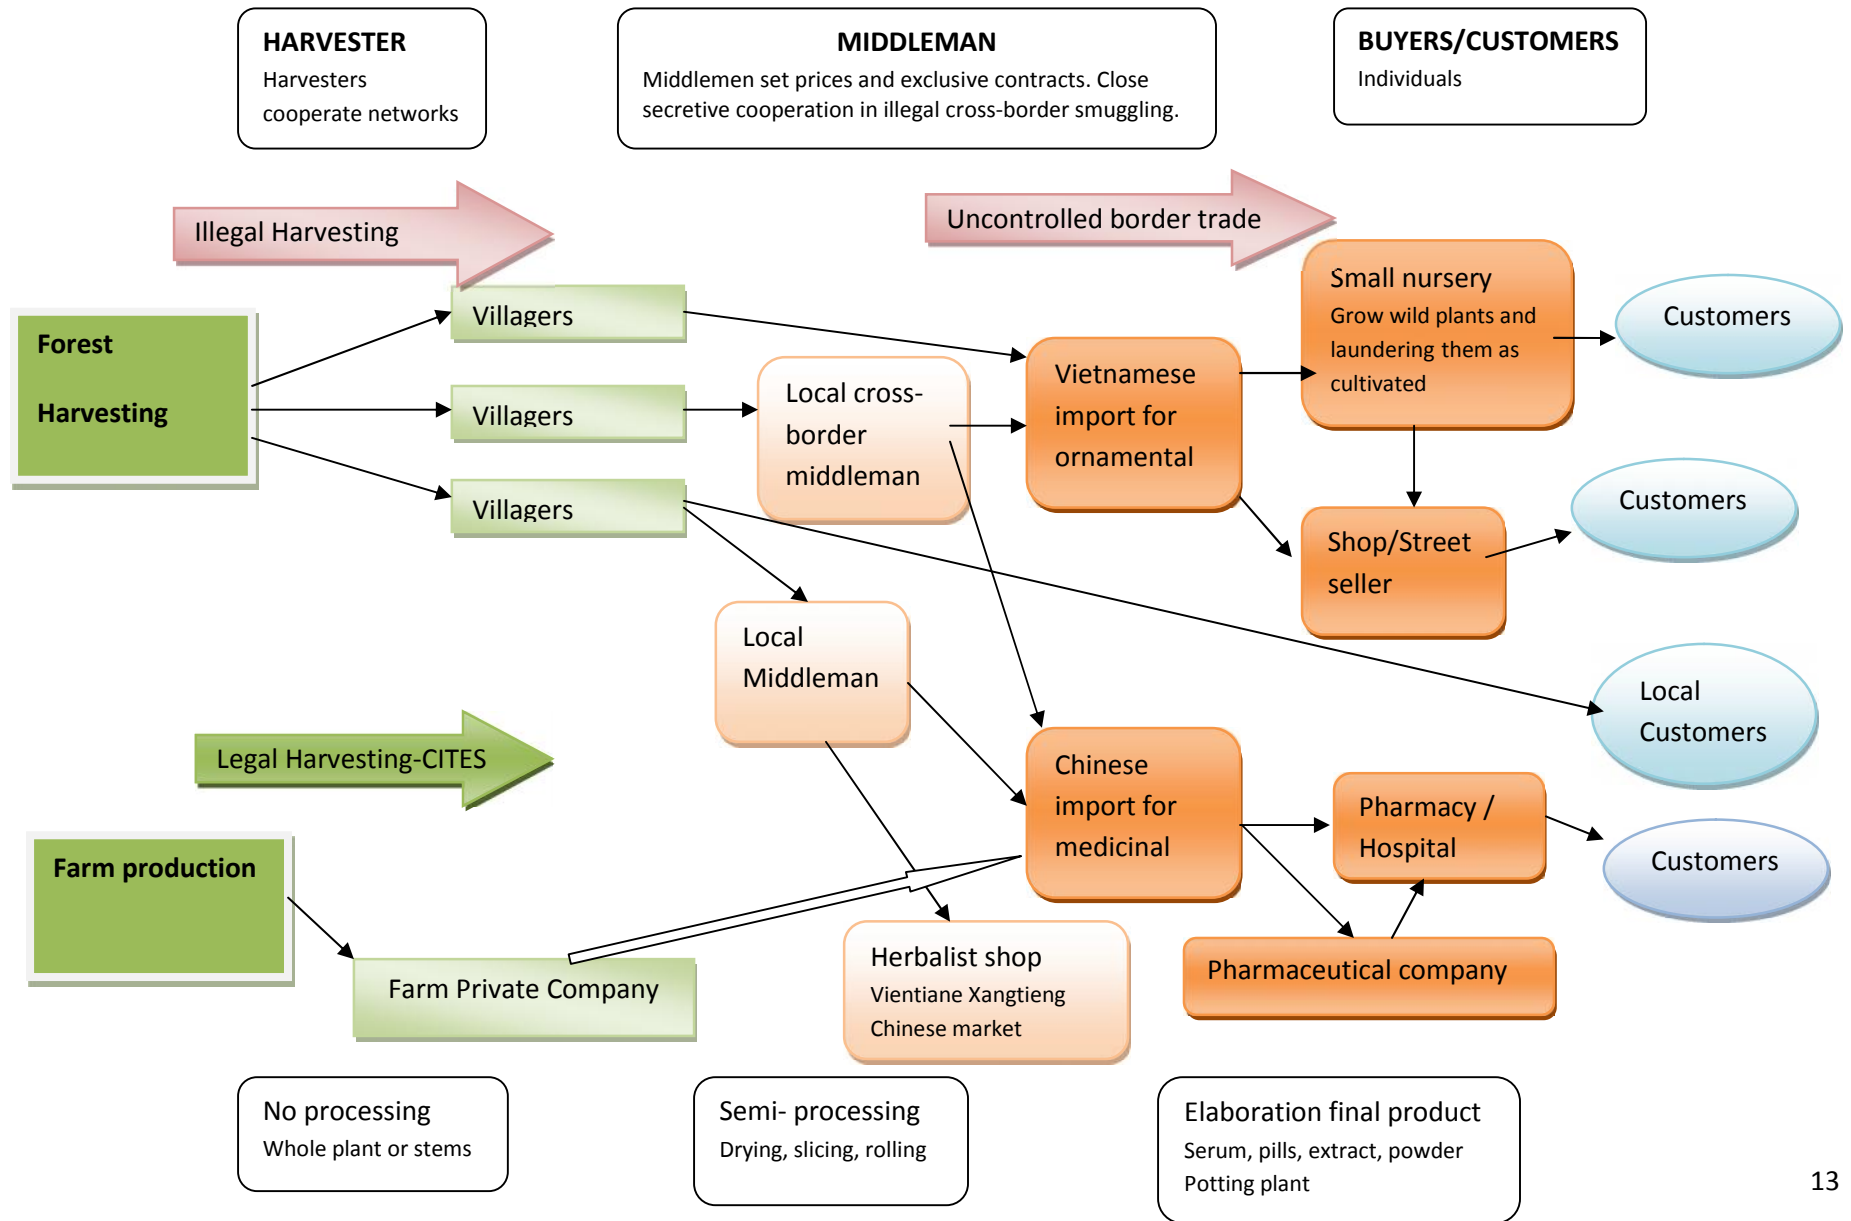 HARVESTER
Harvesters
cooperate networks
MIDDLEMAN
Middlemen set prices and exclusive contracts. Close
secretive cooperation in illegal cross-border smuggling.
BUYERS/CUSTOMERS
Individuals
Illegal Harvesting
Uncontrolled border trade
Forest
Harvesting
Villagers
Villagers
Villagers
Local cross-
border
middleman
Vietnamese
import for
ornamental
Small nursery
Grow wild plants and
laundering them as
cultivated
Customers
Shop/Street
seller
Customers
Local
Middleman
Local
Customers
Legal Harvesting-CITES
Chinese
import for
medicinal
Pharmacy /
Hospital
Customers
Farm production
Farm Private Company
Herbalist shop
Vientiane Xangtieng
Chinese market
Pharmaceutical company
No processing
Whole plant or stems
Semi- processing
Drying, slicing, rolling
Elaboration final product
Serum, pills, extract, powder
Potting plant
13